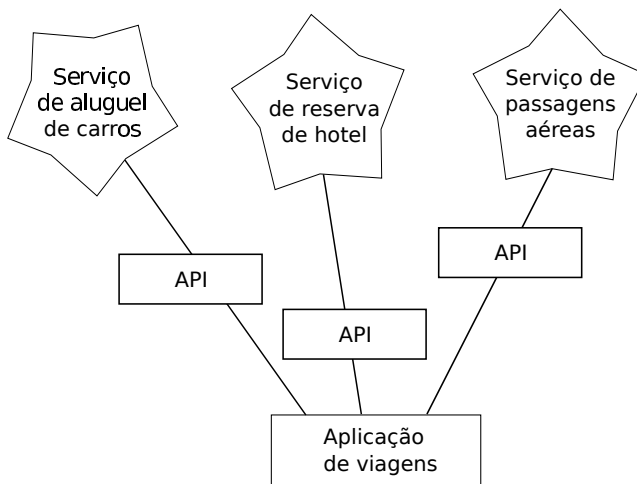 Serviço
de aluguel
de carros
Serviço
de reserva
de hotel
Serviço de
passagens
aéreas
API
API
API
Aplicação
de viagens